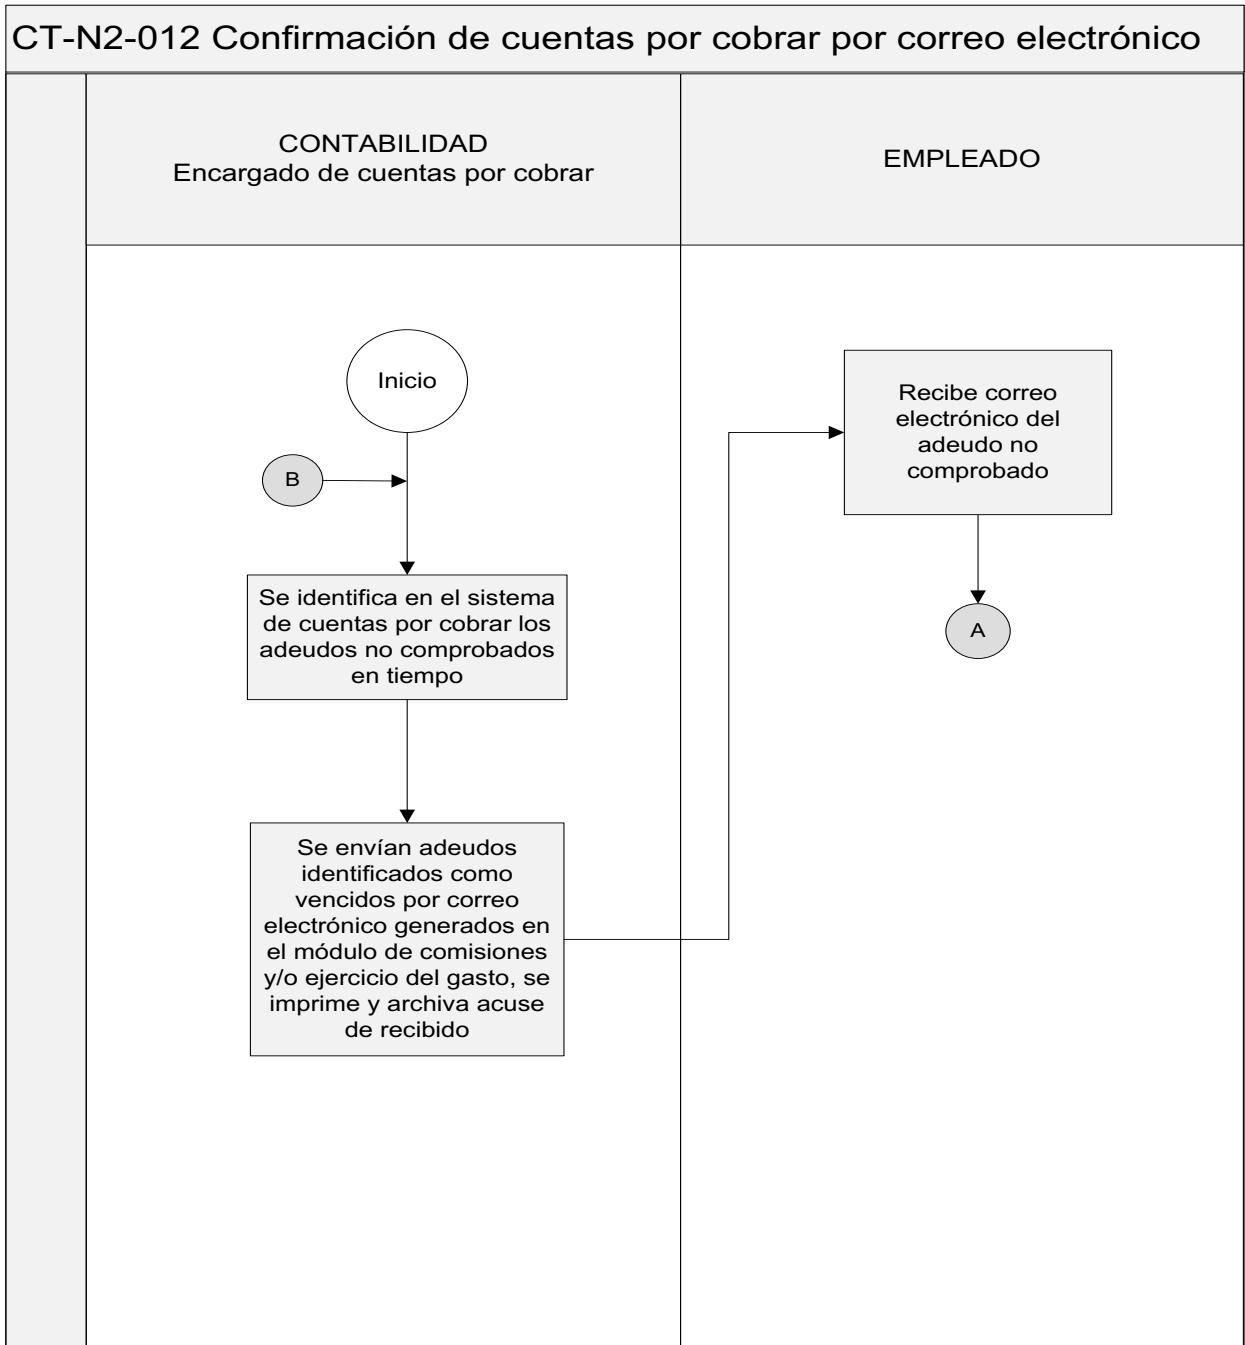 CT-N2-012 Confirmación de cuentas por cobrar por correo electrónico
CONTABILIDAD
Encargado de cuentas por cobrar
EMPLEADO
Inicio
B
Se identifica en el sistema
de cuentas por cobrar los
adeudos no comprobados
en tiempo
Se envían adeudos
identificados como
vencidos por correo
electrónico generados en
el módulo de comisiones
y/o ejercicio del gasto, se
imprime y archiva acuse
de recibido
Recibe correo
electrónico del
adeudo no
comprobado
A